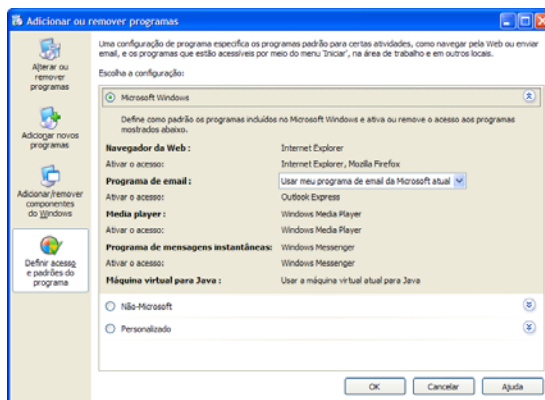 Adicionar ou remover programas
Alterar ou
remover
programas
Adicionar novos
programas
Adicionar/remover
componentes
do Windows
Definir acesso
e padrões do
programa
Uma configuração de programa especifica os programas padrão para certas atividades, como navegar pela Web ou enviar
email, e os programas que estão acessíveis por meio do menu 'Iniciar', na área de trabalho e em outros locais.
Escolha a configuração:
Microsoft Windows
Define como padrão os programas incluídos no Microsoft Windows e ativa ou remove o acesso aos programas
mostrados abaixo.
Navegador da Web : Internet Explorer
Ativar o acesso: Internet Explorer, Mozilla Firefox
Programa de email: Usar meu programa de email da Microsoft atual
Ativar o acesso: Outlook Express
Media player : Windows Media Player
Ativar o acesso: Windows Media Player
Programa de mensagens instantâneas: Windows Messenger
Ativar o acesso: Windows Messenger
Máquina virtual para Java : Usar a máquina virtual atual para Java
Não-Microsoft
Personalizado
OK Cancelar Ajuda